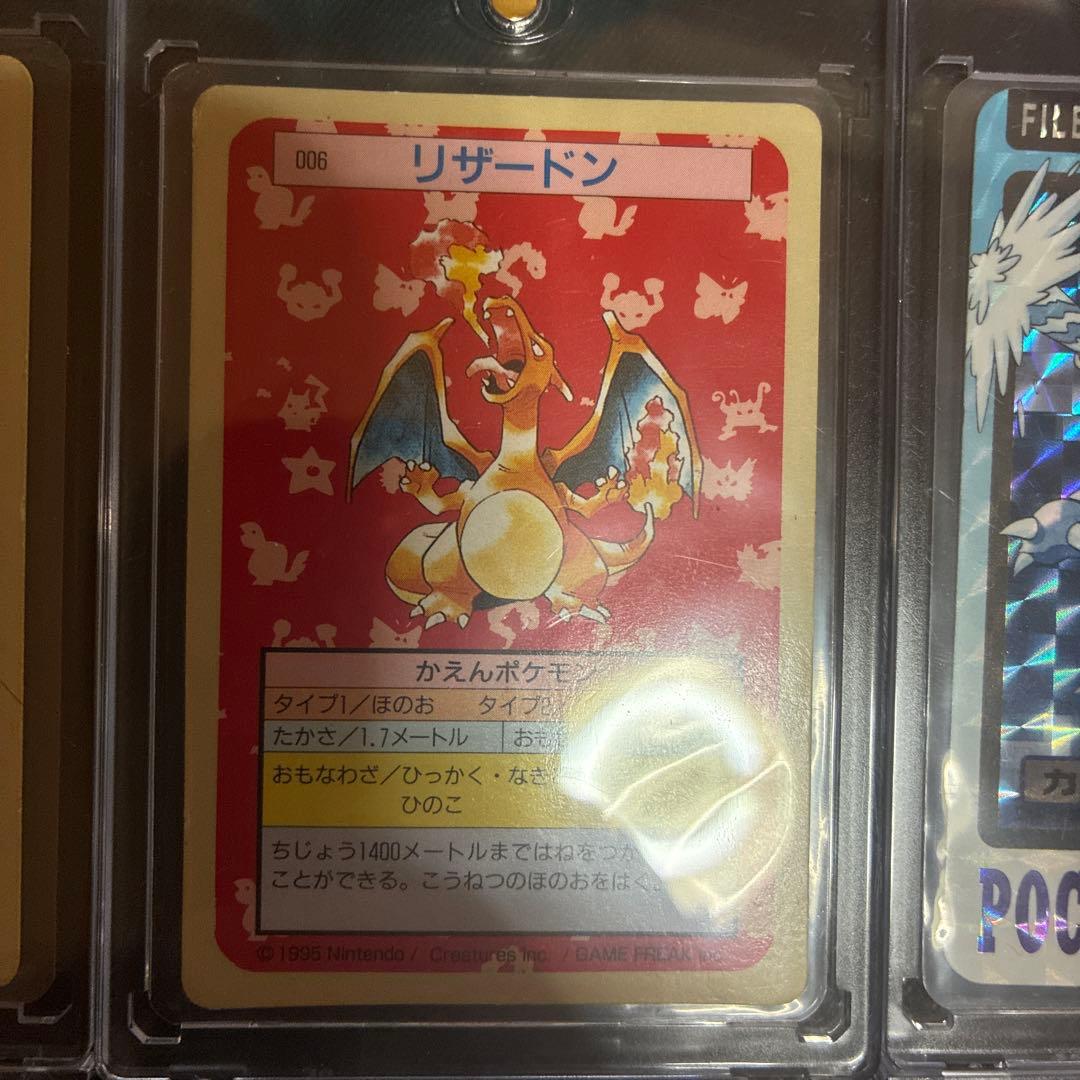 006 リザードン
かえんポケモン
タイプ1/ほのお タイプ2
たかさ/1.7メートル おも
おもなわざ/ひっかく・なき
ひのこ
ちじょう1400メートルまではねをつか
ことができる。こうねつのほのおをはく。
©1995 Nintendo / Creatures Inc. / GAME FREAK Inc.
FILE
カ
POC